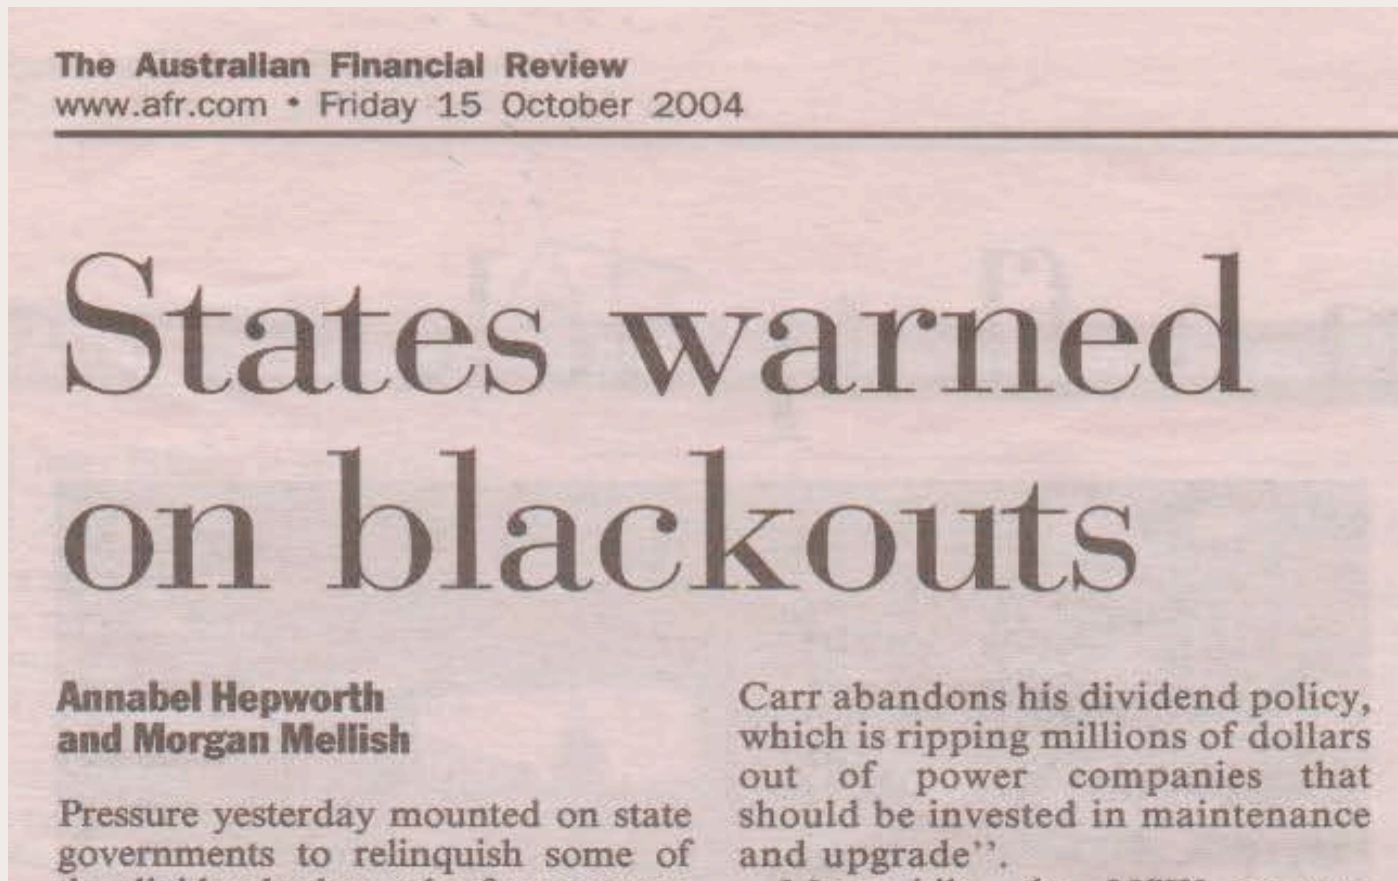 The Australian Financial Review
www.afr.com • Friday 15 October 2004
States warned
on blackouts
Annabel Hepworth
and Morgan Mellish
Pressure yesterday mounted on state
governments to relinquish some of
Carr abandons his dividend policy,
which is ripping millions of dollars
out of power companies that
should be invested in maintenance
and upgrade’’.